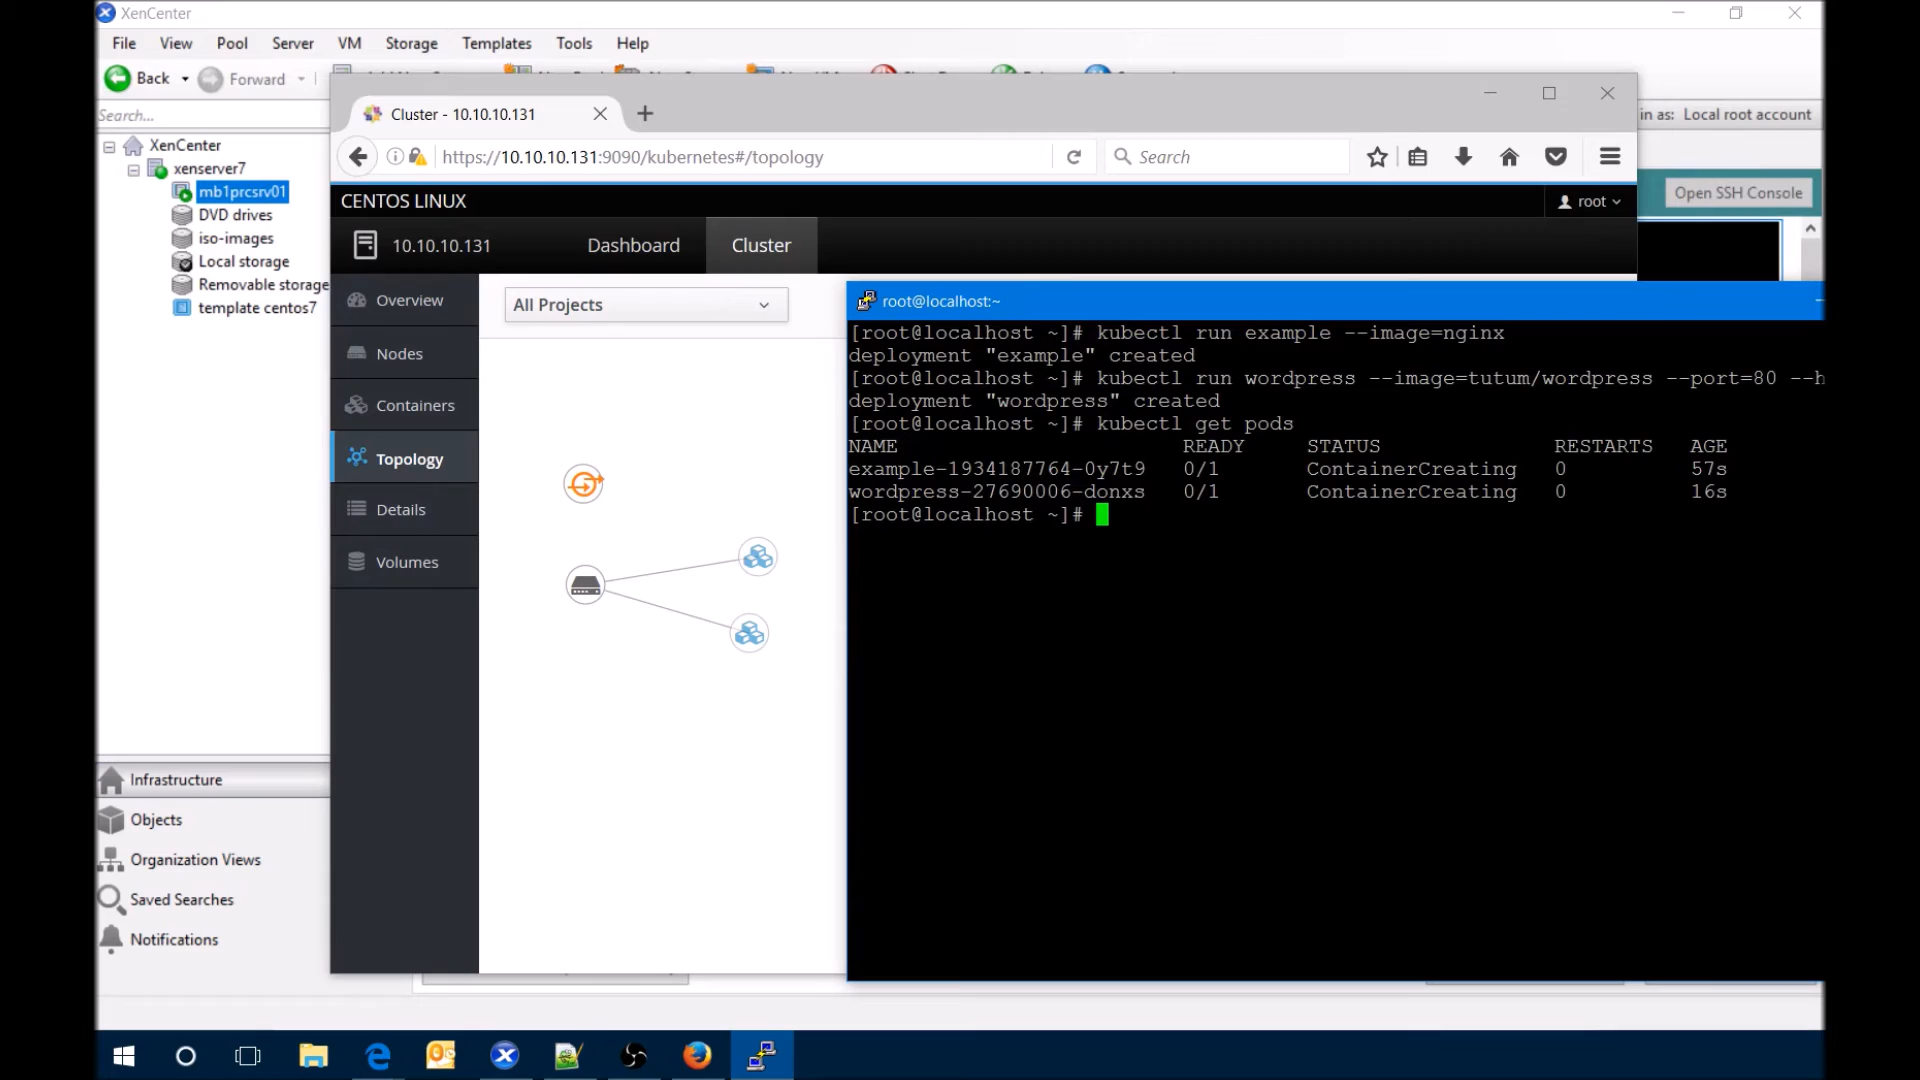 XenCenter
File View Pool Server VM Storage Templates Tools Help
Back Forward
Search...
in as: Local root account
XenCenter
xenserver7
mb1prcsrv01
DVD drives
iso-images
Local storage
Removable storage
template centos7
Open SSH Console
Cluster - 10.10.10.131
https://10.10.10.131:9090/kubernetes#/topology
Search
CENTOS LINUX
root
10.10.10.131
Dashboard
Cluster
Overview
Nodes
Containers
Topology
Details
Volumes
All Projects
root@localhost:~
[root@localhost ~]# kubectl run example --image=nginx
deployment "example" created
[root@localhost ~]# kubectl run wordpress --image=tutum/wordpress --port=80 --h
deployment "wordpress" created
[root@localhost ~]# kubectl get pods
NAME READY STATUS RESTARTS AGE
example-1934187764-0y7t9 0/1 ContainerCreating 0 57s
wordpress-27690006-donxs 0/1 ContainerCreating 0 16s
[root@localhost ~]#
Infrastructure
Objects
Organization Views
Saved Searches
Notifications